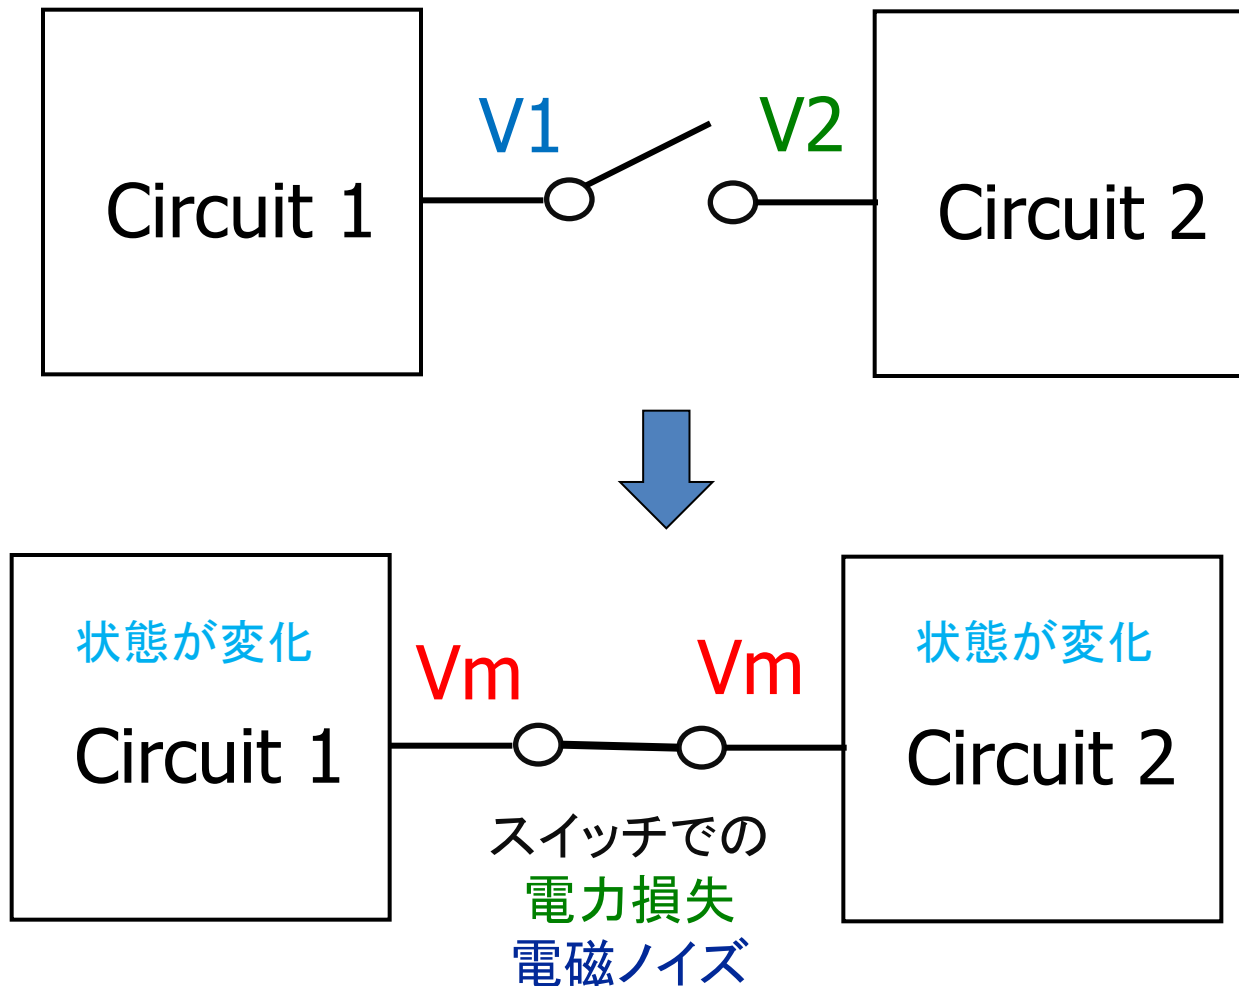 V1
V2
Circuit 1
Circuit 2
状態が変化
状態が変化
Vm
Vm
Circuit 1
Circuit 2
スイッチでの
電力損失
電磁ノイズ